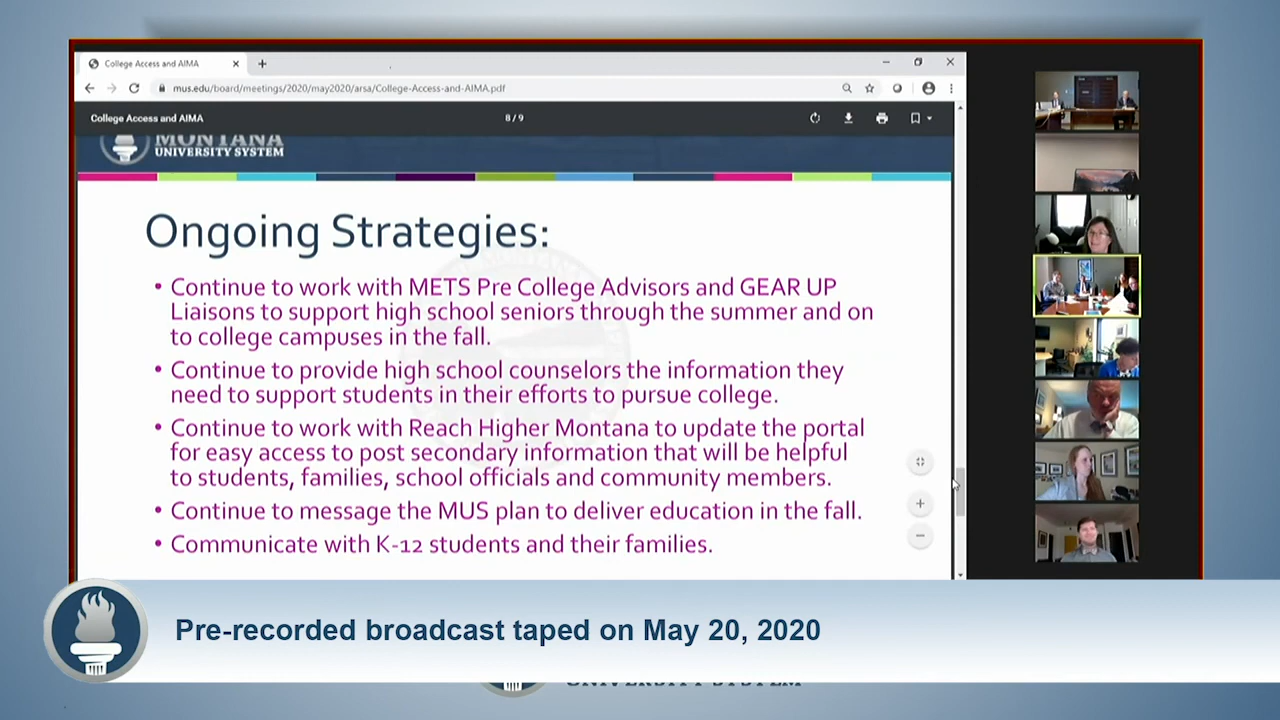 College Access and AIMA
mus.edu/board/meetings/2020/may2020/arsa/College-Access-and-AIMA.pdf
College Access and AIMA
8/9
MONTANA
UNIVERSITY SYSTEM
Ongoing Strategies:
• Continue to work with METS Pre College Advisors and GEAR UP
Liaisons to support high school seniors through the summer and on
to college campuses in the fall.
• Continue to provide high school counselors the information they
need to support students in their efforts to pursue college.
• Continue to work with Reach Higher Montana to update the portal
for easy access to post secondary information that will be helpful
to students, families, school officials and community members.
• Continue to message the MUS plan to deliver education in the fall.
• Communicate with K-12 students and their families.
Pre-recorded broadcast taped on May 20, 2020
UNIVERSITY SYSTEM